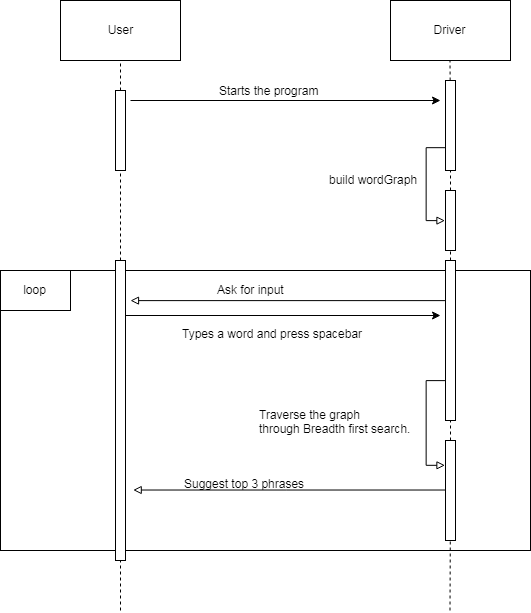 User
Driver
Starts the program
build wordGraph
loop
Ask for input
Types a word and press spacebar
Traverse the graph
through Breadth first search.
Suggest top 3 phrases